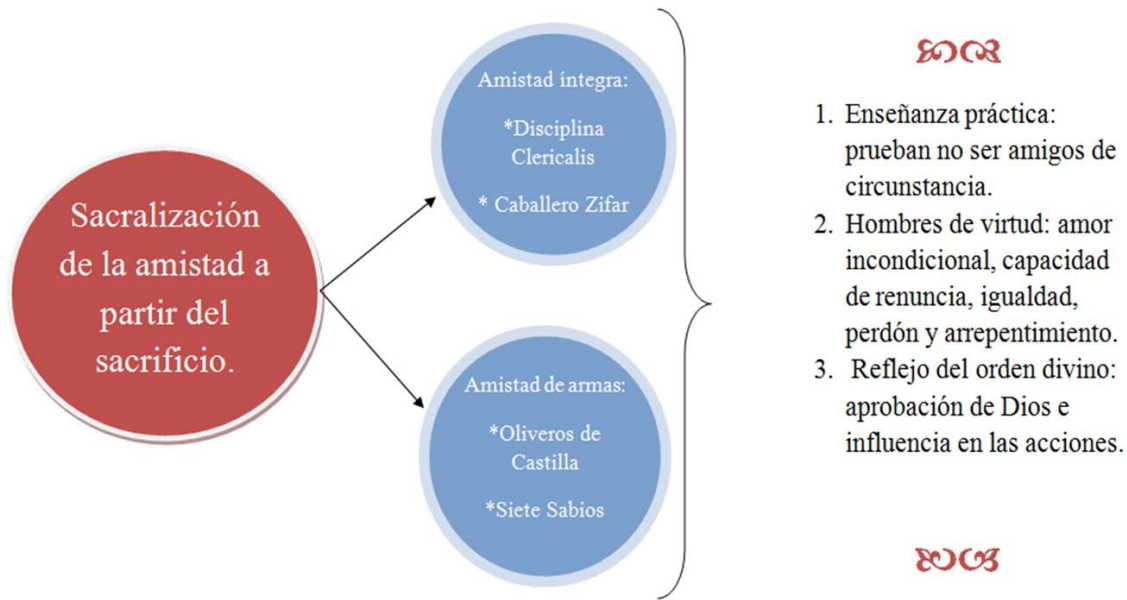 Sacralización
de la amistad a
partir del
sacrificio.
Amistad íntegra:
*Disciplina
Clericalis
* Caballero Zifar
Amistad de armas:
*Oliveros de
Castilla
*Siete Sabios
1. Enseñanza práctica:
prueban no ser amigos de
circunstancia.
2. Hombres de virtud: amor
incondicional, capacidad
de renuncia, igualdad,
perdón y arrepentimiento.
3. Reflejo del orden divino:
aprobación de Dios e
influencia en las acciones.